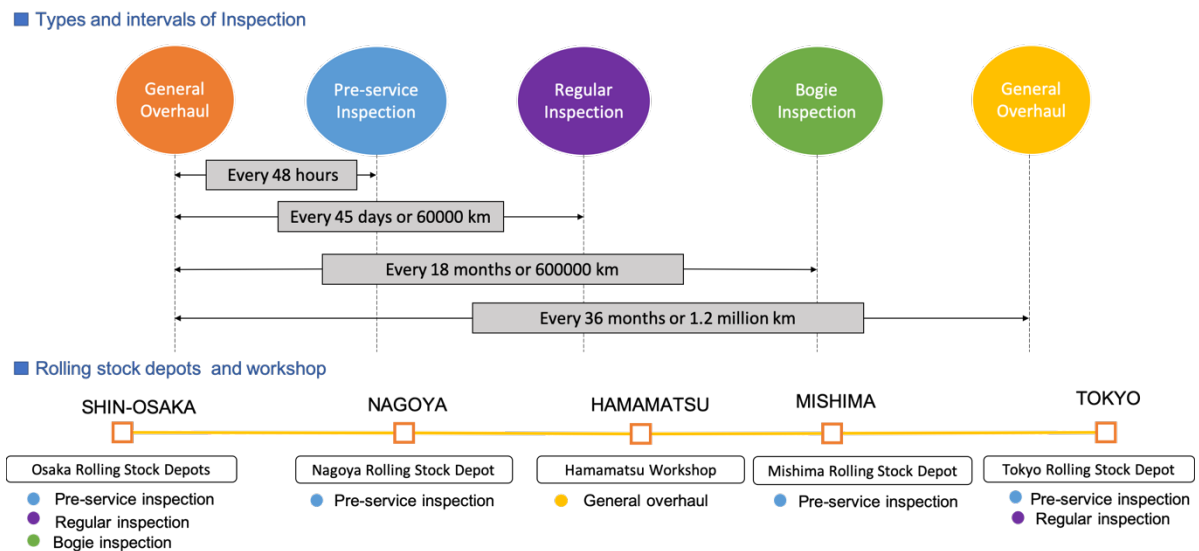 Types and intervals of Inspection
General
Overhaul
Pre-service
Inspection
Regular
Inspection
Bogie
Inspection
General
Overhaul
Every 48 hours
Every 45 days or 60000 km
Every 18 months or 600000 km
Every 36 months or 1.2 million km
Rolling stock depots and workshop
SHIN-OSAKA
NAGOYA
HAMAMATSU
MISHIMA
TOKYO
Osaka Rolling Stock Depots
Pre-service inspection
Regular inspection
Bogie inspection
Nagoya Rolling Stock Depot
Pre-service inspection
Hamamatsu Workshop
General overhaul
Mishima Rolling Stock Depot
Pre-service inspection
Tokyo Rolling Stock Depot
Pre-service inspection
Regular inspection